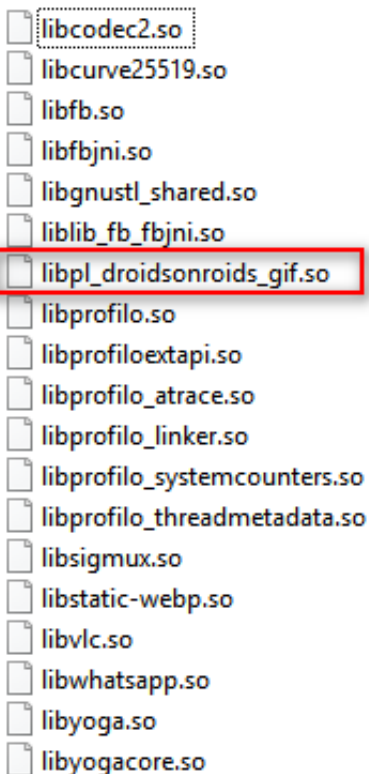 libcodec2.so
libcurve25519.so
libfb.so
libfbjni.so
libgnustl_shared.so
liblib_fb_fbjni.so
libpl_droidsonroids_gif.so
libprofilo.so
libprofiloextapi.so
libprofilo_atrace.so
libprofilo_linker.so
libprofilo_systemcounters.so
libprofilo_threadmetadata.so
libsigmux.so
libstatic-webp.so
libvlc.so
libwhatsapp.so
libyoga.so
libyogacore.so